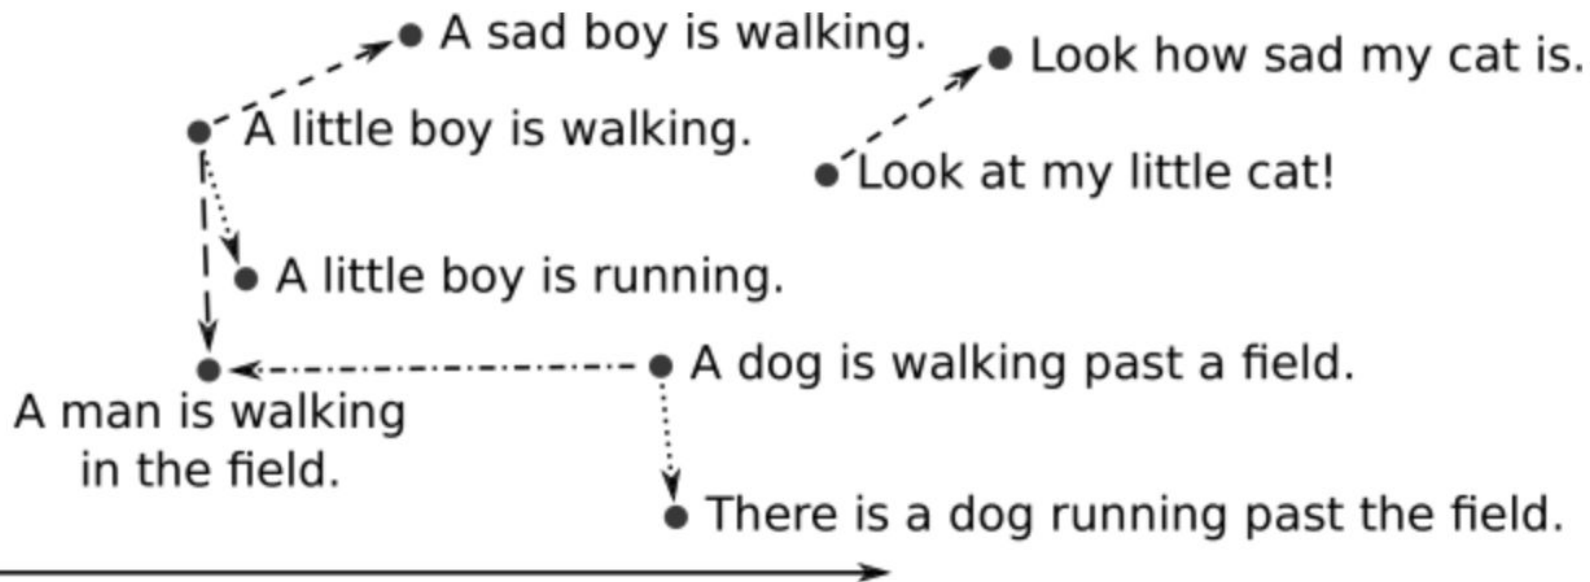 A sad boy is walking.
Look how sad my cat is.
A little boy is walking.
Look at my little cat!
A little boy is running.
A dog is walking past a field.
A man is walking
in the field.
There is a dog running past the field.